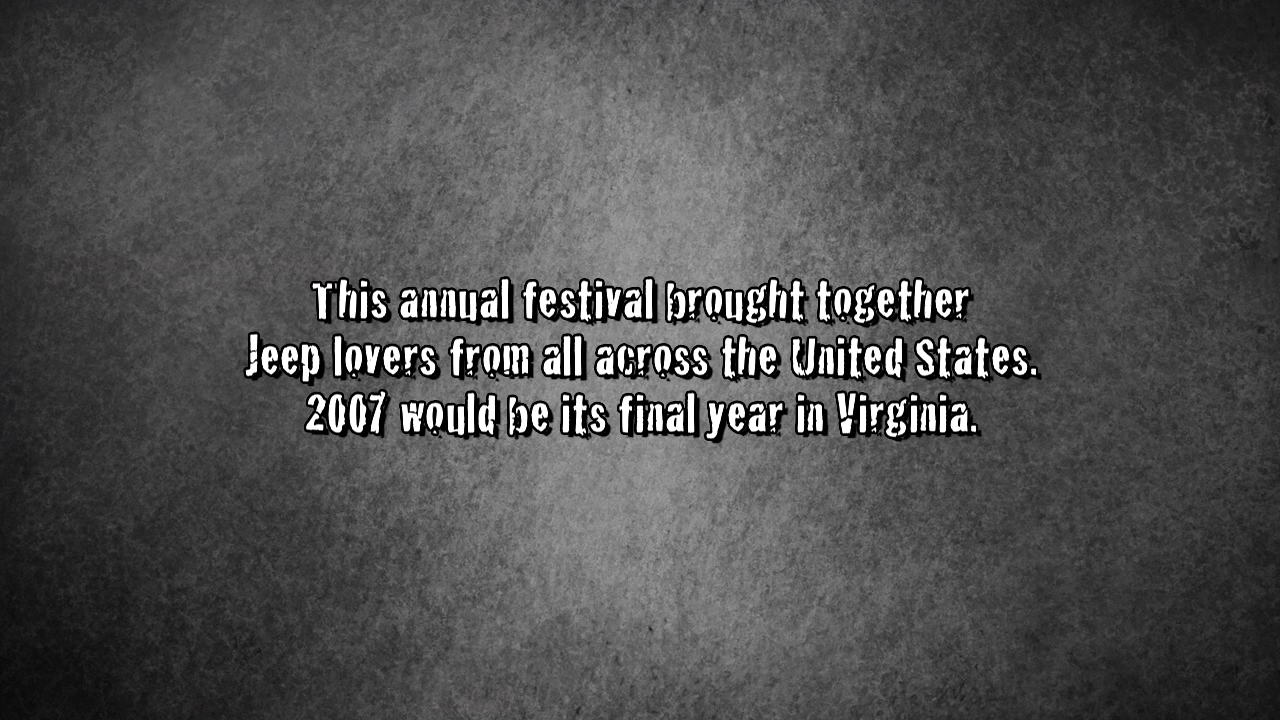 This annual festival brought together
Jeep lovers from all across the United States.
2007 would be its final year in Virginia.